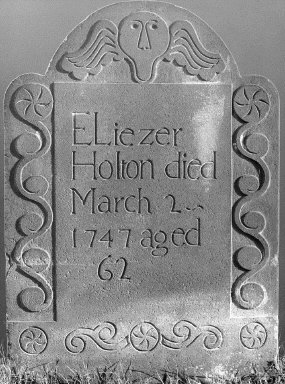 ELiezer
Holton died
March 2
1747 aged
62